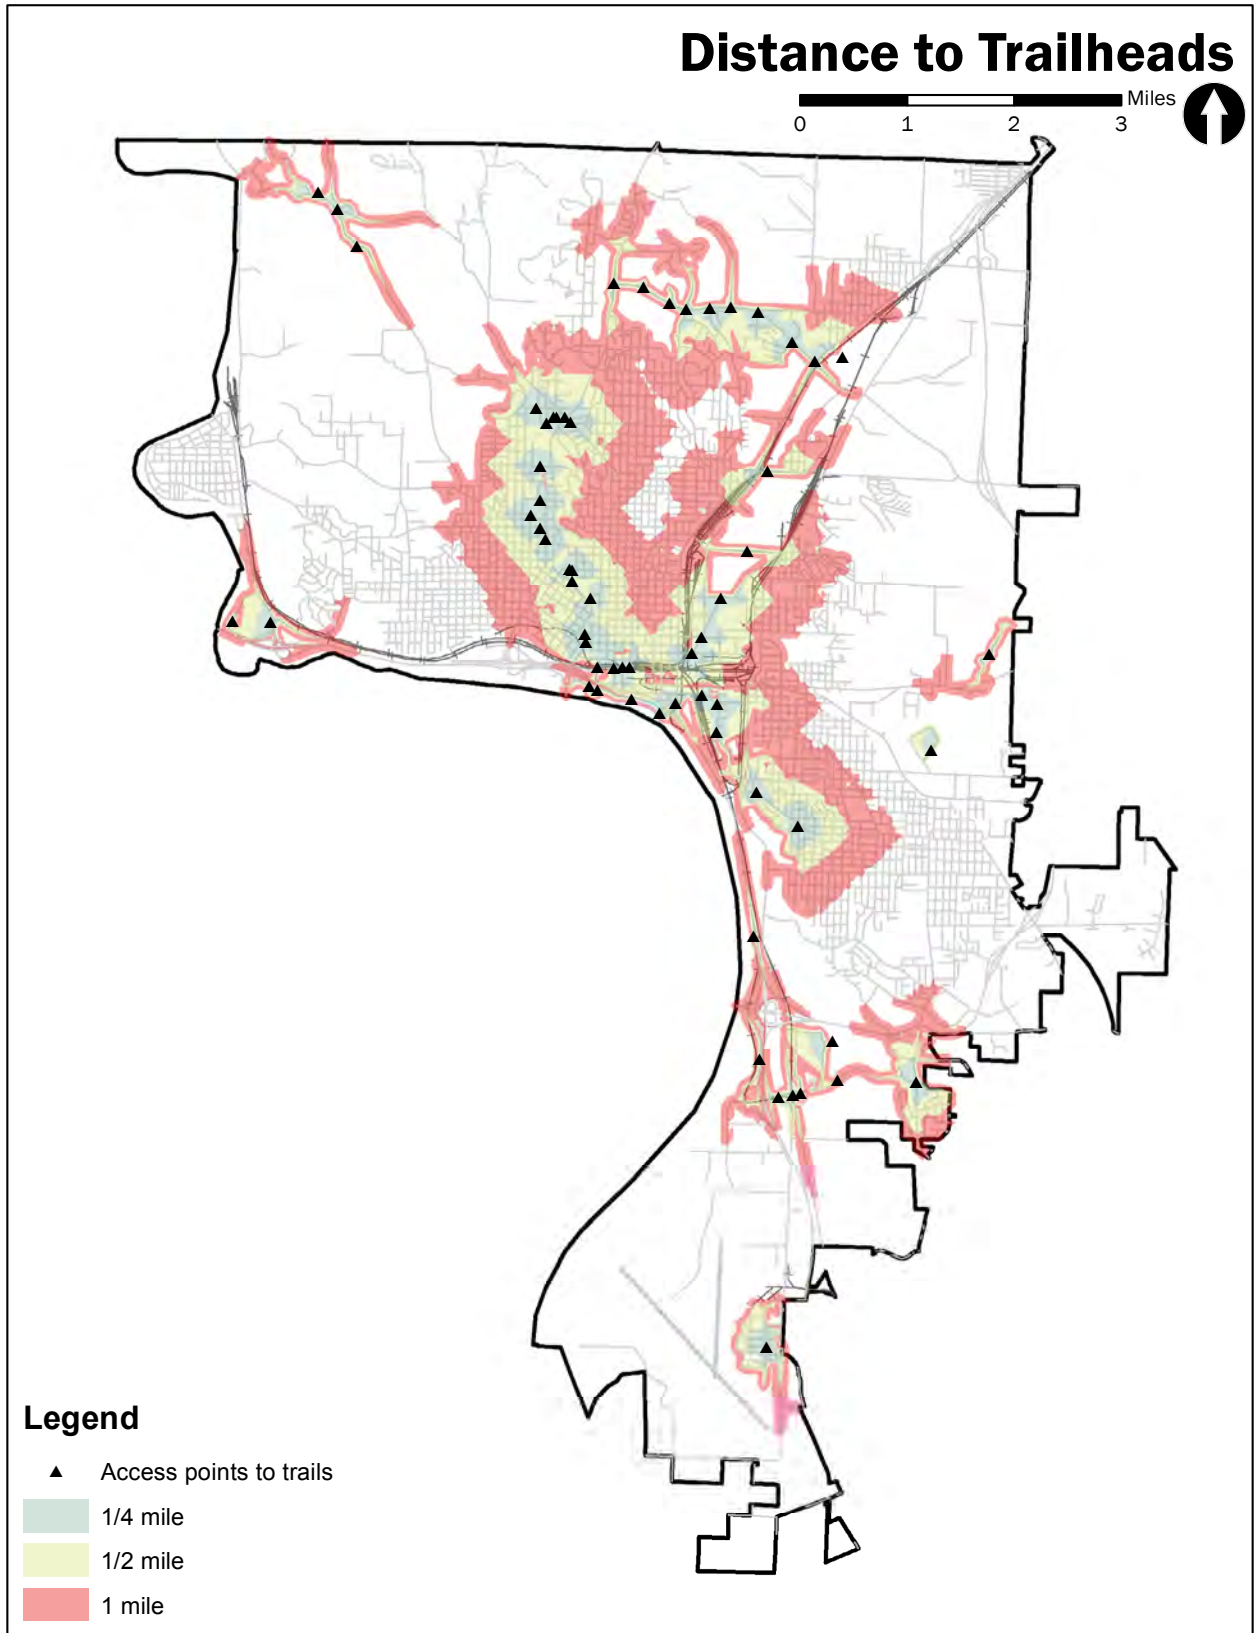 Distance to Trailheads
Miles
0 1 2 3
Legend
Access points to trails
1/4 mile
1/2 mile
1 mile